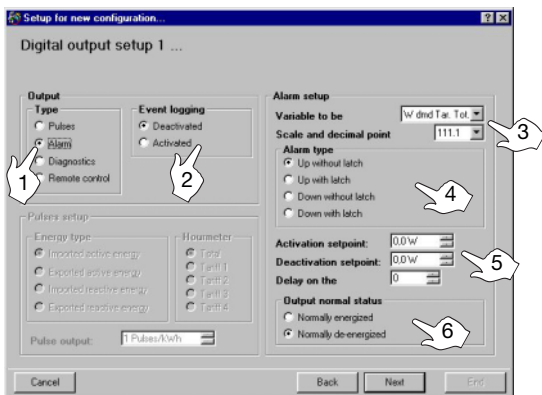 Setup for new configuration...
Digital output setup 1 ...
Output
Type
Pulses
Alarm
Diagnostics
Remote control
1
Event logging
Deactivated
Activated
2
Pulses setup
Energy type
Imported active energy
Exported active energy
Imported reactive energy
Exported reactive energy
Hourmeter
Total
Tariff 1
Tariff 2
Tariff 3
Tariff 4
Pulse output: 1 Pulses/kWh
Alarm setup
Variable to be W dmd Tar. Tot.
Scale and decimal point 111.1
3
Alarm type
Up without latch
Up with latch
Down without latch
Down with latch
4
Activation setpoint: 0,0 W
Deactivation setpoint: 0,0 W
Delay on the 0
5
Output normal status
Normally energized
Normally de-energized
6
Cancel Back Next End